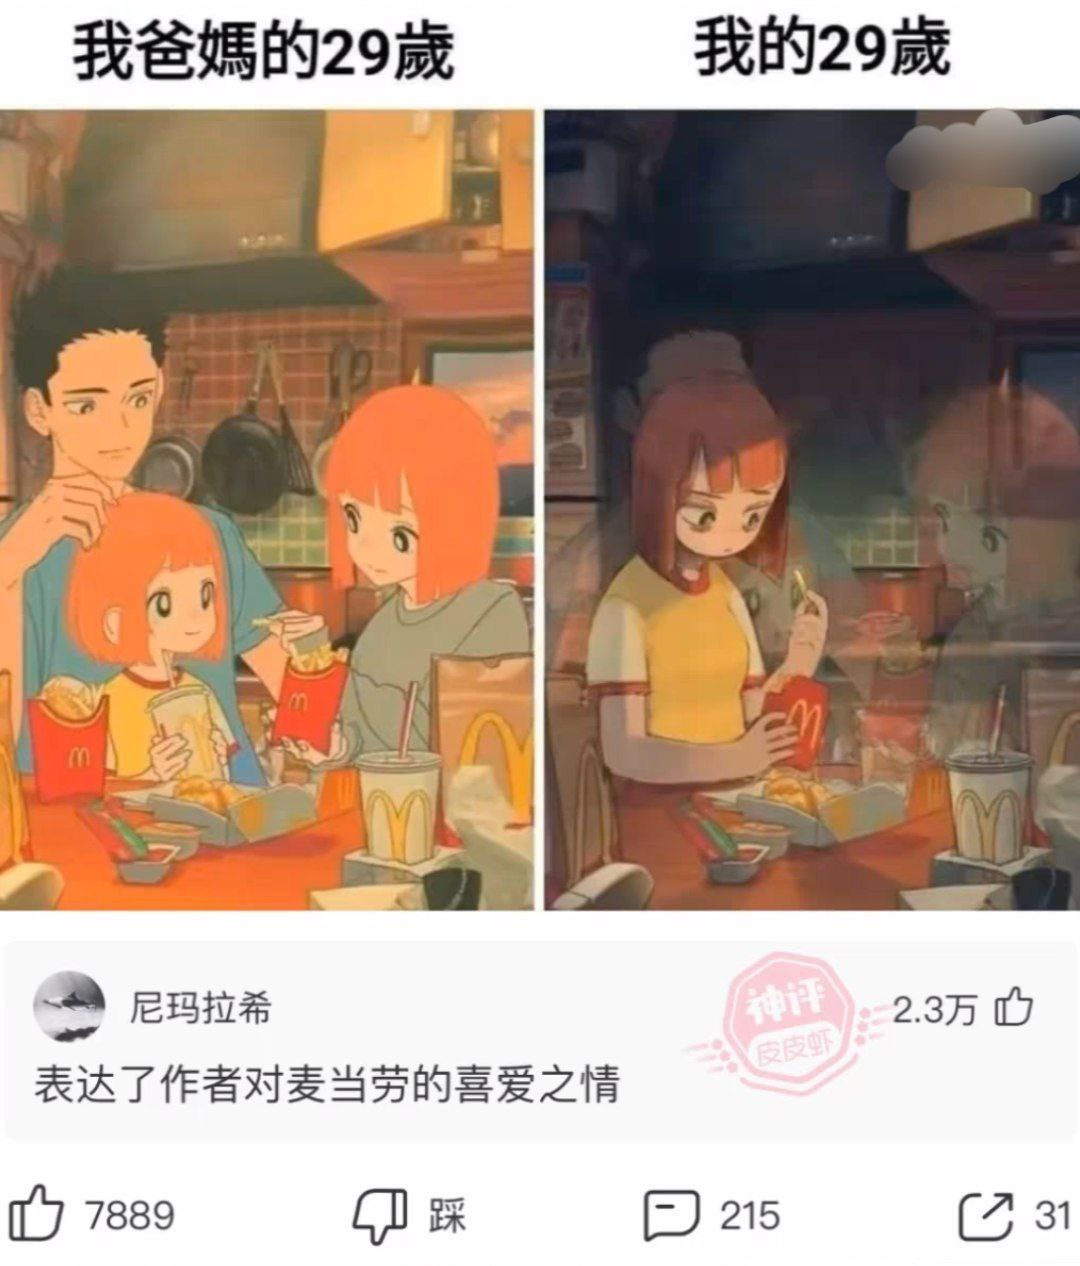 我爸媽的29歲
我的29歲
尼玛拉希
神评
皮皮虾
2.3万
表达了作者对麦当劳的喜爱之情
7889
踩
215
31